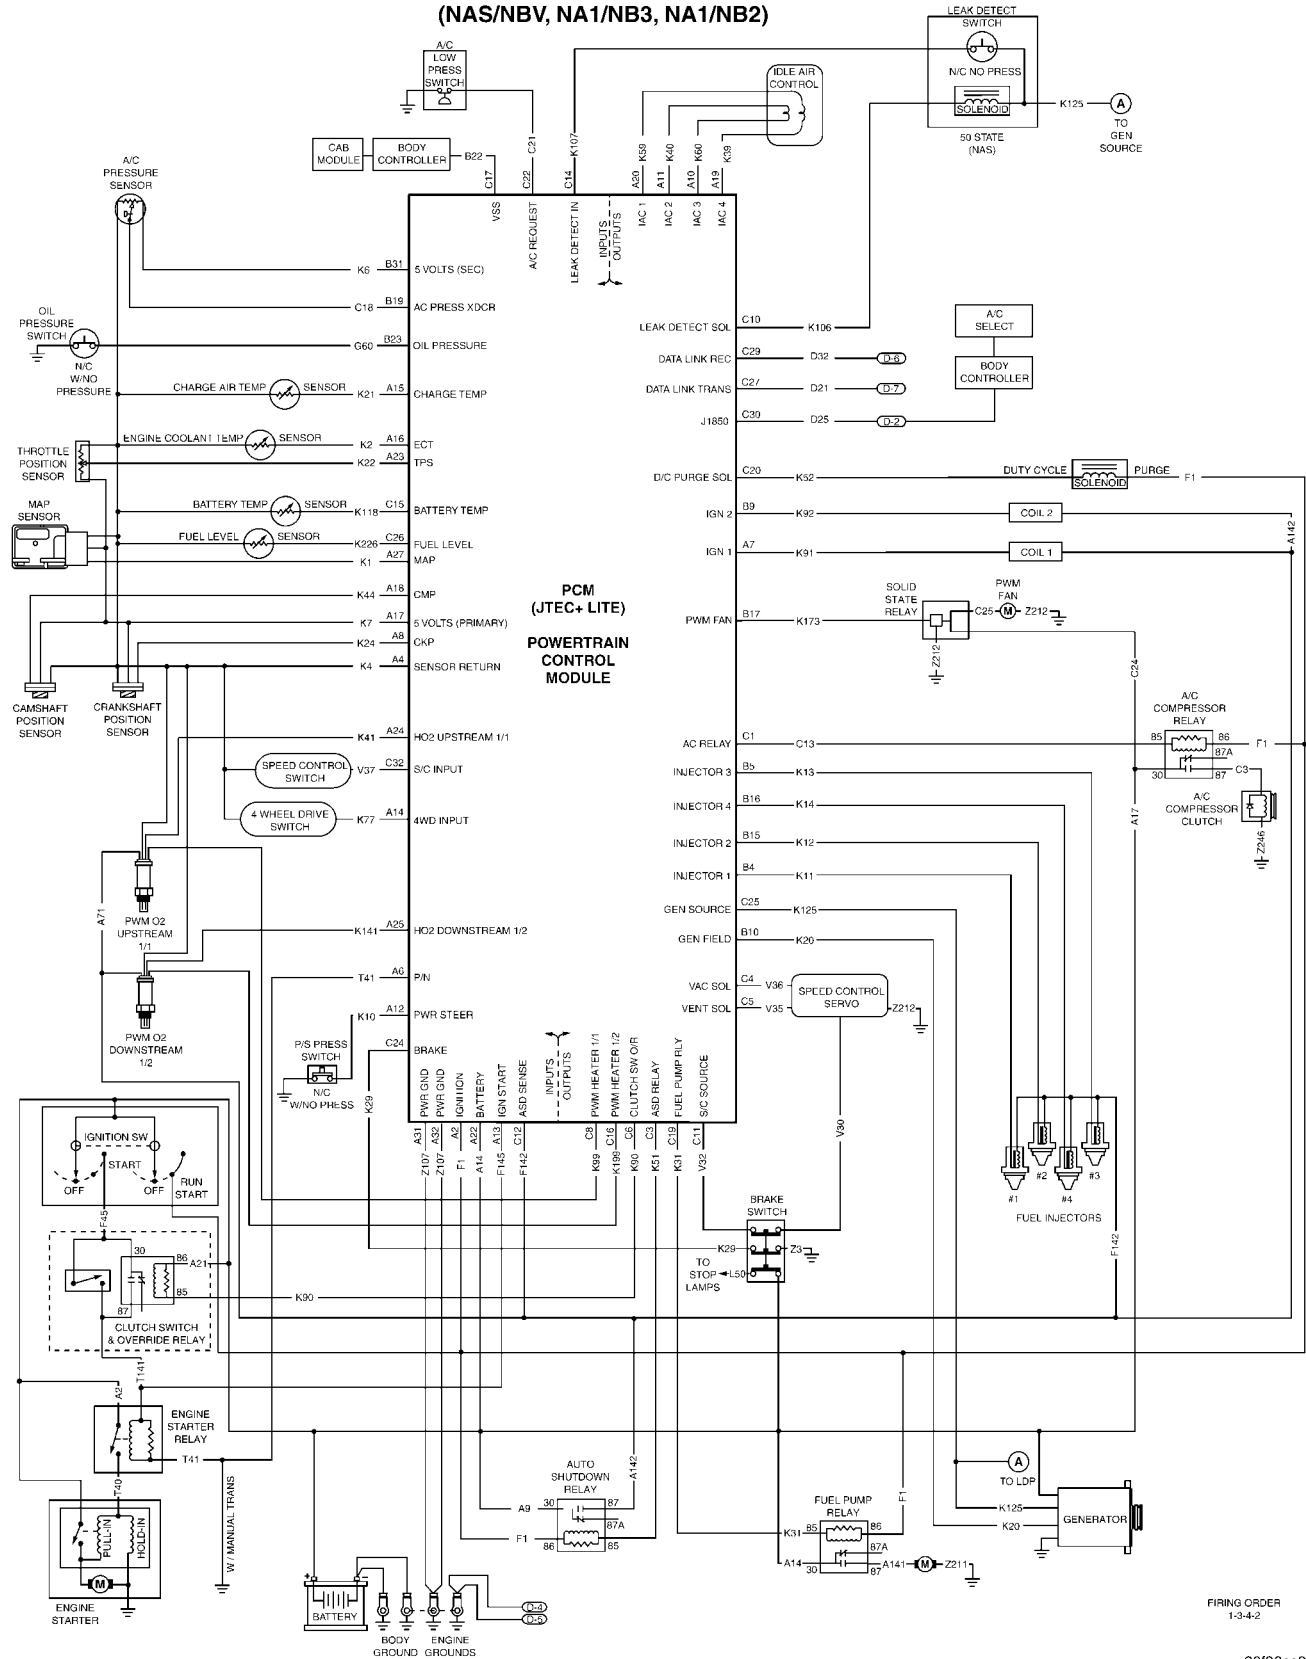 (NAS/NBV, NA1/NB3, NA1/NB2)
LEAK DETECT
SWITCH
N/C NO PRESS
SOLENOID
50 STATE
(NAS)
K125
A
TO
GEN
SOURCE
A/C
LOW
PRESS
SWITCH
IDLE AIR
CONTROL
CAB
MODULE
BODY
CONTROLLER
B22
C21
K107
K59
K40
K60
K39
C17
C22
C14
A20
A11
A10
A19
VSS
A/C REQUEST
LEAK DETECT IN
INPUTS
OUTPUTS
IAC 1
IAC 2
IAC 3
IAC 4
A/C
PRESSURE
SENSOR
K6 B31 5 VOLTS (SEC)
C18 B19 AC PRESS XDCR
OIL
PRESSURE
SWITCH
N/C
W/NO
PRESSURE
G60 B23 OIL PRESSURE
CHARGE AIR TEMP SENSOR K21 A15 CHARGE TEMP
ENGINE COOLANT TEMP SENSOR K2 A16 ECT
THROTTLE
POSITION
SENSOR
K22 A23 TPS
BATTERY TEMP SENSOR K118 C15 BATTERY TEMP
MAP
SENSOR
FUEL LEVEL SENSOR K226 C26 FUEL LEVEL
K1 A27 MAP
K44 A18 CMP
K7 A17 5 VOLTS (PRIMARY)
K24 A8 CKP
K4 A4 SENSOR RETURN
CAMSHAFT
POSITION
SENSOR
CRANKSHAFT
POSITION
SENSOR
K41 A24 HO2 UPSTREAM 1/1
SPEED CONTROL
SWITCH
V37 C32 S/C INPUT
4 WHEEL DRIVE
SWITCH
K77 A14 4WD INPUT
A71
PWM O2
UPSTREAM
1/1
K141 A25 HO2 DOWNSTREAM 1/2
PWM O2
DOWNSTREAM
1/2
T41 A6 P/N
K10 A12 PWR STEER
P/S PRESS
SWITCH
N/C
W/NO PRESS
C24 BRAKE
K29
PCM
(JTEC+ LITE)
POWERTRAIN
CONTROL
MODULE
LEAK DETECT SOL C10 K106
DATA LINK REC C29 D32 D-6
DATA LINK TRANS C27 D21 D-7
J1850 C30 D25 D-2
A/C
SELECT
BODY
CONTROLLER
D/C PURGE SOL C20 K52 DUTY CYCLE PURGE F1
SOLENOID
IGN 2 B9 K92 COIL 2
A142
IGN 1 A7 K91 COIL 1
SOLID
STATE
RELAY
PWM
FAN
PWM FAN B17 K173
C25 M Z212
Z212
C24
A/C
COMPRESSOR
RELAY
AC RELAY C1 C13 85 86 F1
87A
30 87 C3
A/C
COMPRESSOR
CLUTCH
Z246
A17
INJECTOR 3 B5 K13
INJECTOR 4 B16 K14
INJECTOR 2 B15 K12
INJECTOR 1 B4 K11
GEN SOURCE C25 K125
GEN FIELD B10 K20
VAC SOL C4 V36
VENT SOL C5 V35
SPEED CONTROL
SERVO
Z212
PWR GND
PWR GND
IGNITION
BATTERY
IGN START
ASD SENSE
INPUTS
OUTPUTS
PWM HEATER 1/1
PWM HEATER 1/2
CLUTCH SW O/R
ASD RELAY
FUEL PUMP RLY
S/C SOURCE
A31
A32
A2
A22
A13
C12
C8
C16
C6
C3
C19
C11
Z107
Z107
F1
A14
F145
F142
K99
K199
K90
K51
K31
V32
V30
#1
#2
#4
#3
FUEL INJECTORS
F142
IGNITION SW
START
OFF
OFF
RUN
START
F45
BRAKE
SWITCH
K29
Z3
TO
STOP
LAMPS
L50
30
86
A21
85
87
K90
CLUTCH SWITCH
& OVERRIDE RELAY
T141
A2
ENGINE
STARTER
RELAY
T41
T40
W / MANUAL TRANS
PULL-IN
HOLD-IN
M
ENGINE
STARTER
AUTO
SHUTDOWN
RELAY
A142
A9 30 87
87A
F1
86 85
FUEL PUMP
RELAY
F1
K31 85 86
87A
A14
30 87
A141 M Z211
A
TO LDP
K125
K20
GENERATOR
+
-
BATTERY
D-4
D-5
BODY
GROUND
ENGINE
GROUNDS
FIRING ORDER
1-3-4-2